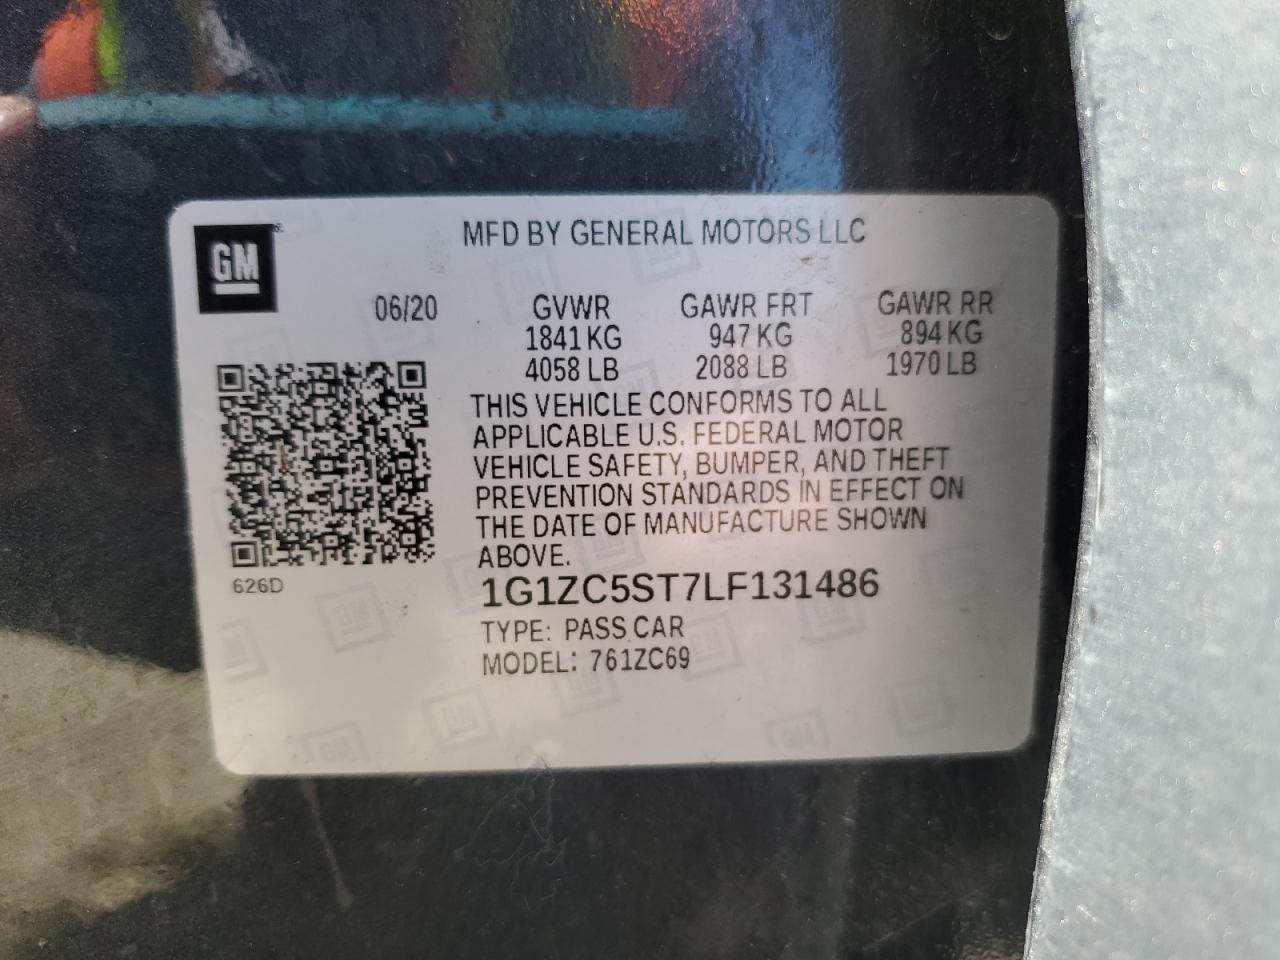 GM
MFD BY GENERAL MOTORS LLC
06/20 GVWR GAWR FRT GAWR RR
1841 KG 947 KG 894 KG
4058 LB 2088 LB 1970 LB
THIS VEHICLE CONFORMS TO ALL
APPLICABLE U.S. FEDERAL MOTOR
VEHICLE SAFETY, BUMPER, AND THEFT
PREVENTION STANDARDS IN EFFECT ON
THE DATE OF MANUFACTURE SHOWN
ABOVE.
626D
1G1ZC5ST7LF131486
TYPE: PASS CAR
MODEL: 761ZC69